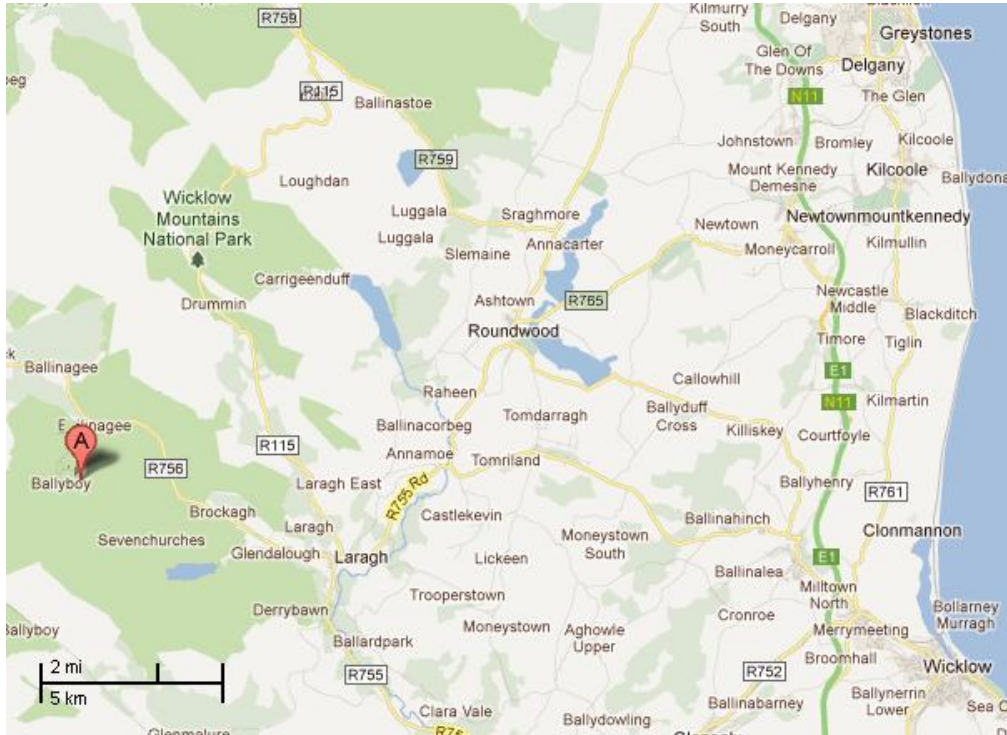 R759
Kilmurry
South
Delgany
Greystones
Glen Of
The Downs
Delgany
R115
Ballinastoe
N11
The Glen
Johnstown
Bromley
Kilcoole
R759
Mount Kennedy
Demesne
Kilcoole
Loughdan
Wicklow
Mountains
National Park
Luggala
Sraghmore
Newtown
Newtownmountkennedy
Luggala
Annacarter
Moneycarroll
Kilmullin
Slemaine
Carrigeenduff
Drummin
Ashtown
R765
Newcastle
Middle
Blackditch
Roundwood
Timore
Tiglin
Ballinagee
E1
Raheen
Callowhill
N11
Kilmartin
Tomdarragh
Ballyduff
Cross
Ballinacorbeg
Killiskey
Courtfoyle
A
R115
Annamoe
Tomriland
R756
Ballyboy
Laragh East
R755 Rd
Ballyhenry
R761
Brockagh
Castlekevin
Ballinahinch
Clonmannon
Laragh
Sevenchurches
Glendalough
Laragh
Lickeen
Moneystown
South
E1
Ballinalea
Milltown
North
Trooperstown
Derrybawn
Cronroe
Bollarney
Murragh
Ballyboy
Ballardpark
Moneystown
Aghowle
Upper
Merrymeeting
2 mi
5 km
R755
R752
Broomhall
Wicklow
Ballinabarney
Ballynerrin
Lower
Clara Vale
Ballydowling
Glenmalure